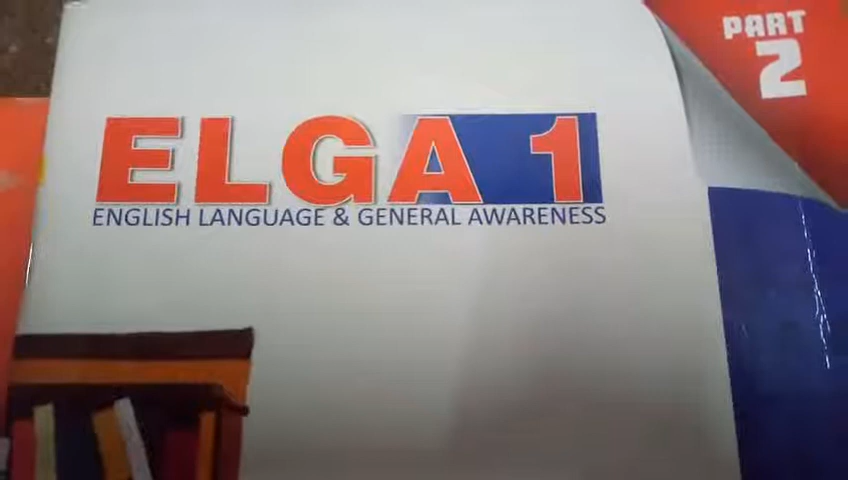 PART
2
ELGA 1
ENGLISH LANGUAGE & GENERAL AWARENESS